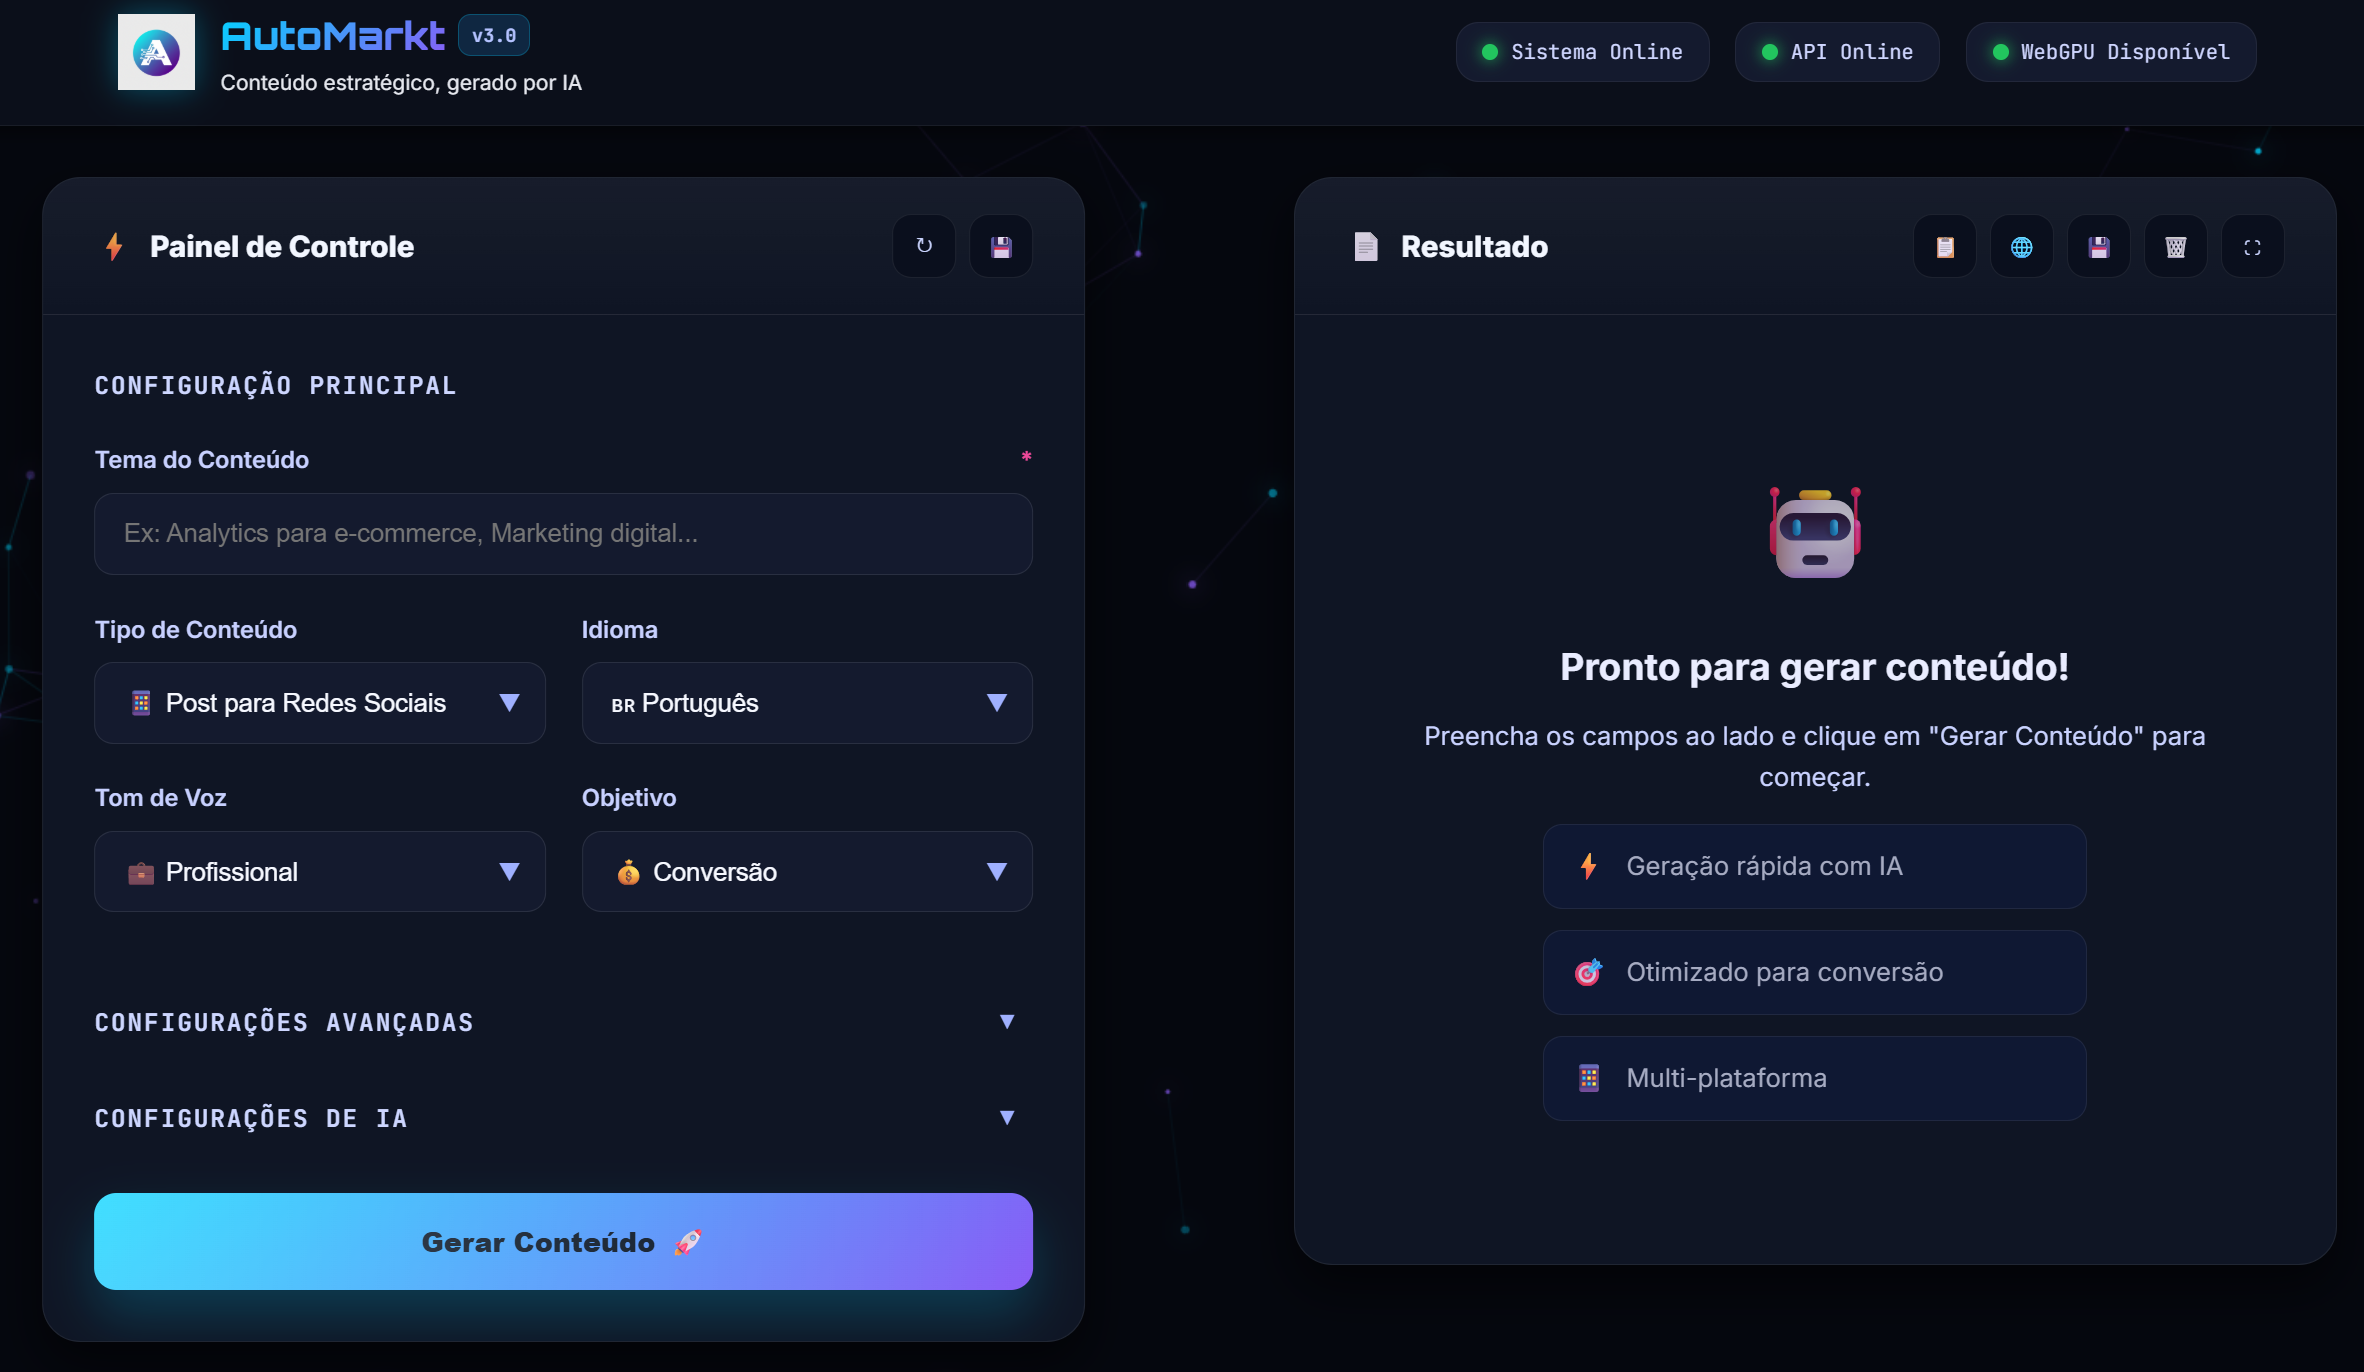 AutoMarkt v3.0
Conteúdo estratégico, gerado por IA
Sistema Online
API Online
WebGPU Disponível
Painel de Controle
CONFIGURAÇÃO PRINCIPAL
Tema do Conteúdo *
Ex: Analytics para e-commerce, Marketing digital...
Tipo de Conteúdo
Idioma
Post para Redes Sociais
BR Português
Tom de Voz
Objetivo
Profissional
Conversão
CONFIGURAÇÕES AVANÇADAS
CONFIGURAÇÕES DE IA
Gerar Conteúdo
Resultado
Pronto para gerar conteúdo!
Preencha os campos ao lado e clique em "Gerar Conteúdo" para
começar.
Geração rápida com IA
Otimizado para conversão
Multi-plataforma